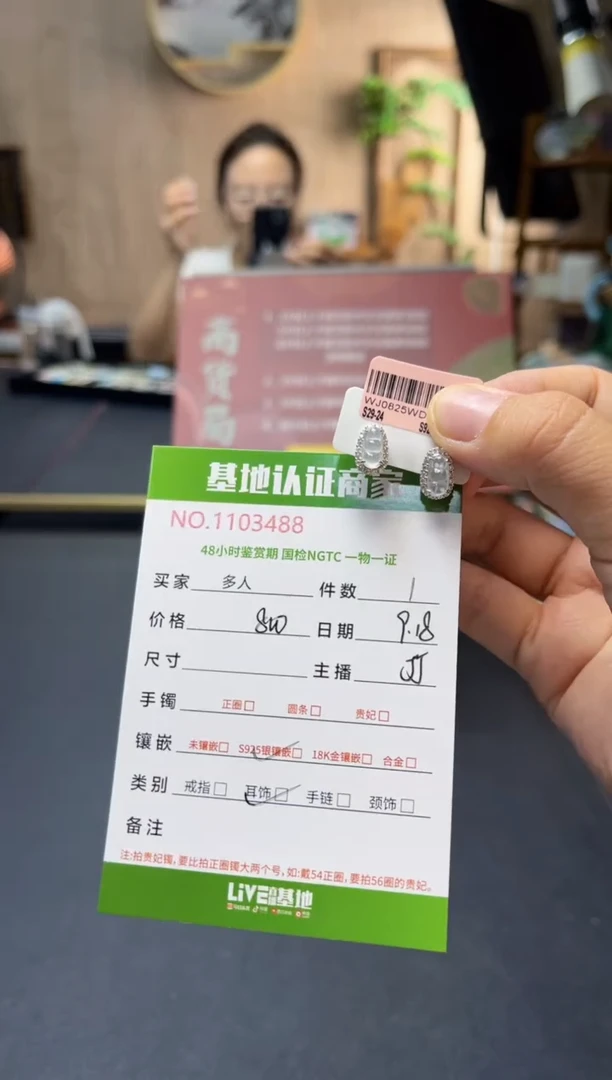 高货局
WJ0825WD
S29-24
S9
基地认证商家
NO.1103488
48小时鉴赏期 国检NGTC 一物一证
买家 多人 件数 1
价格 日期 9.18
尺寸 主播 JJ
手镯 正圈□ 圆条□ 贵妃□
镶嵌 未镶嵌□ S925银镶嵌□ 18K金镶嵌□ 合金□
类别 戒指□ 耳饰□ 手链□ 颈饰□
备注
注:拍贵妃镯,要比拍正圈镯大两个号,如:戴54正圈,要拍56圈的贵妃。
LIVE基地